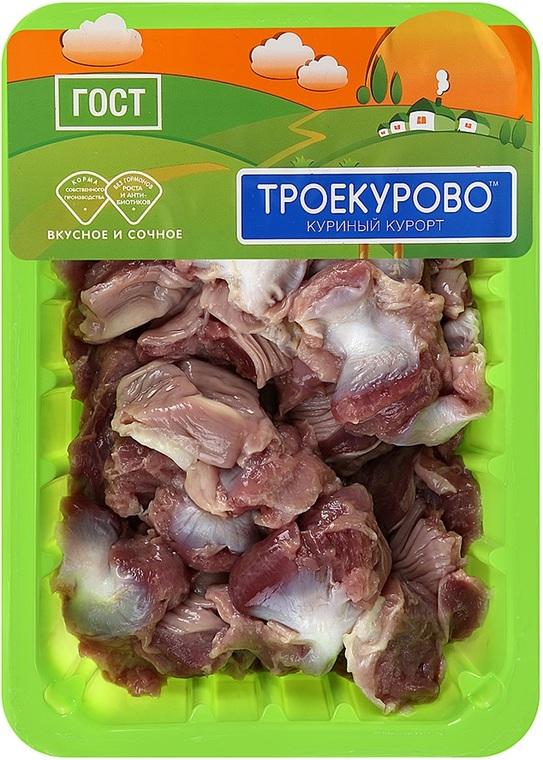 ГОСТ
КОРМА
СОБСТВЕННОГО
ПРОИЗВОДСТВА
БЕЗ ГОРМОНОВ
РОСТА
И АНТИ-
БИОТИКОВ
ВКУСНОЕ И СОЧНОЕ
ТРОЕКУРОВО™
КУРИНЫЙ КУРОРТ